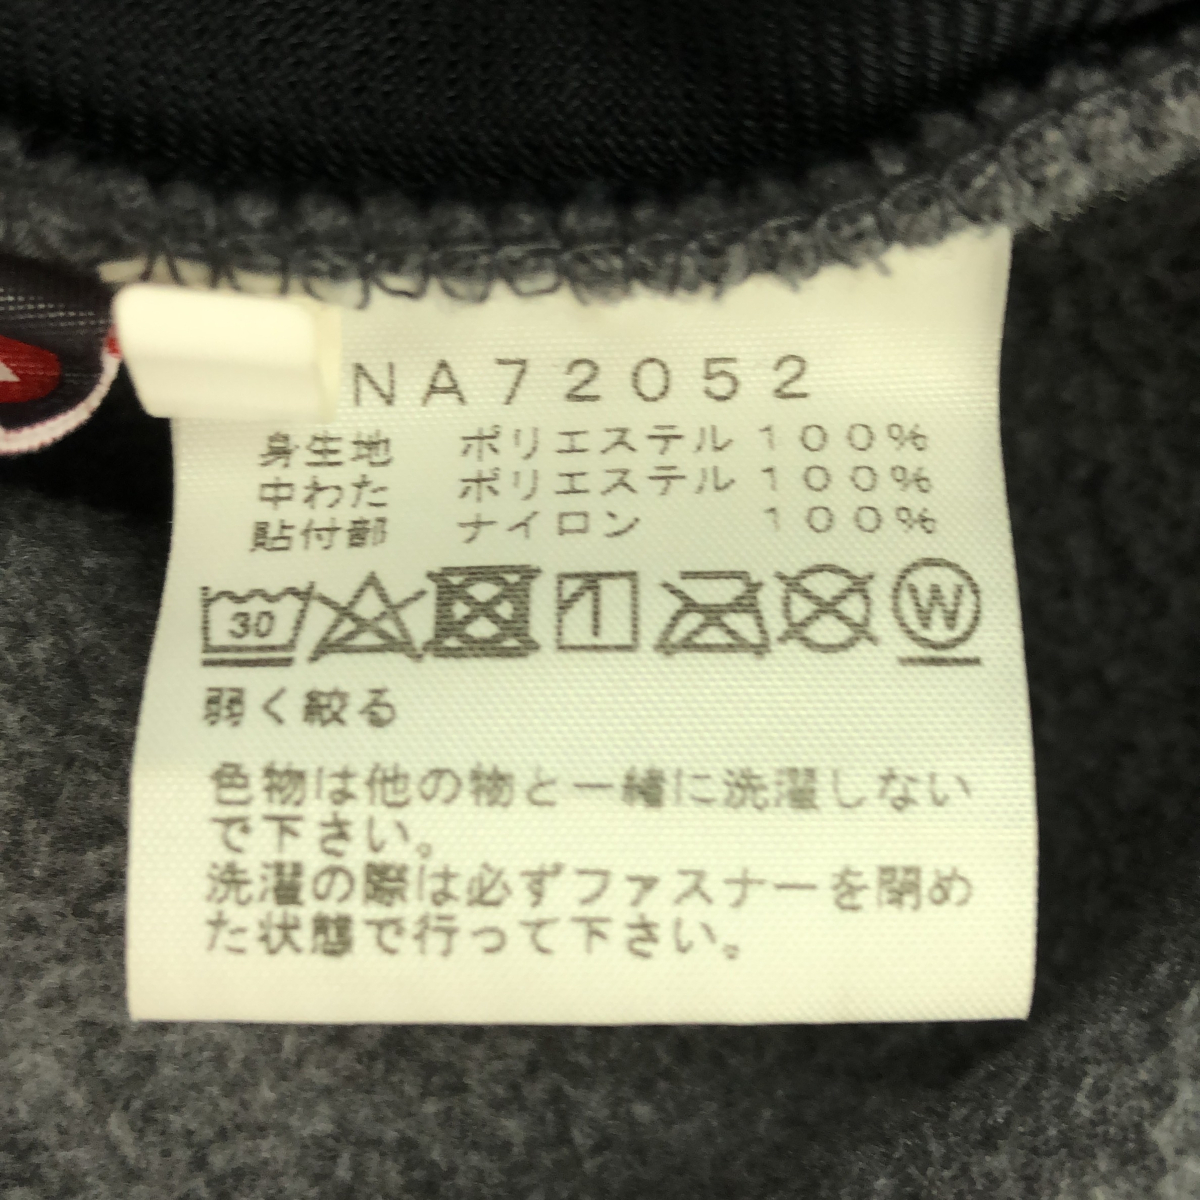 NA72052
身生地 ポリエステル 100%
中わた ポリエステル 100%
貼付部 ナイロン 100%
30 W
弱く絞る
色物は他の物と一緒に洗濯しない
で下さい。
洗濯の際は必ずファスナーを閉め
た状態で行って下さい。